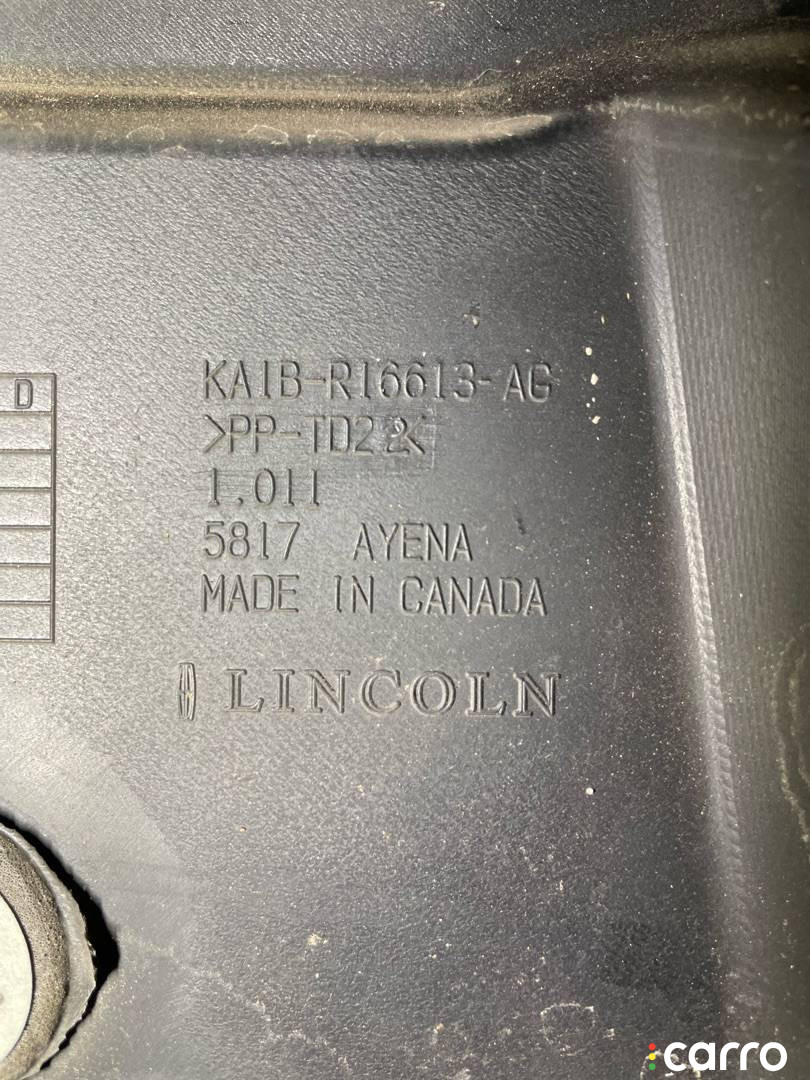 D
KA1B-R16613-AG
>PP-TD22<
1.011
5817 AYENA
MADE IN CANADA
LINCOLN
carro